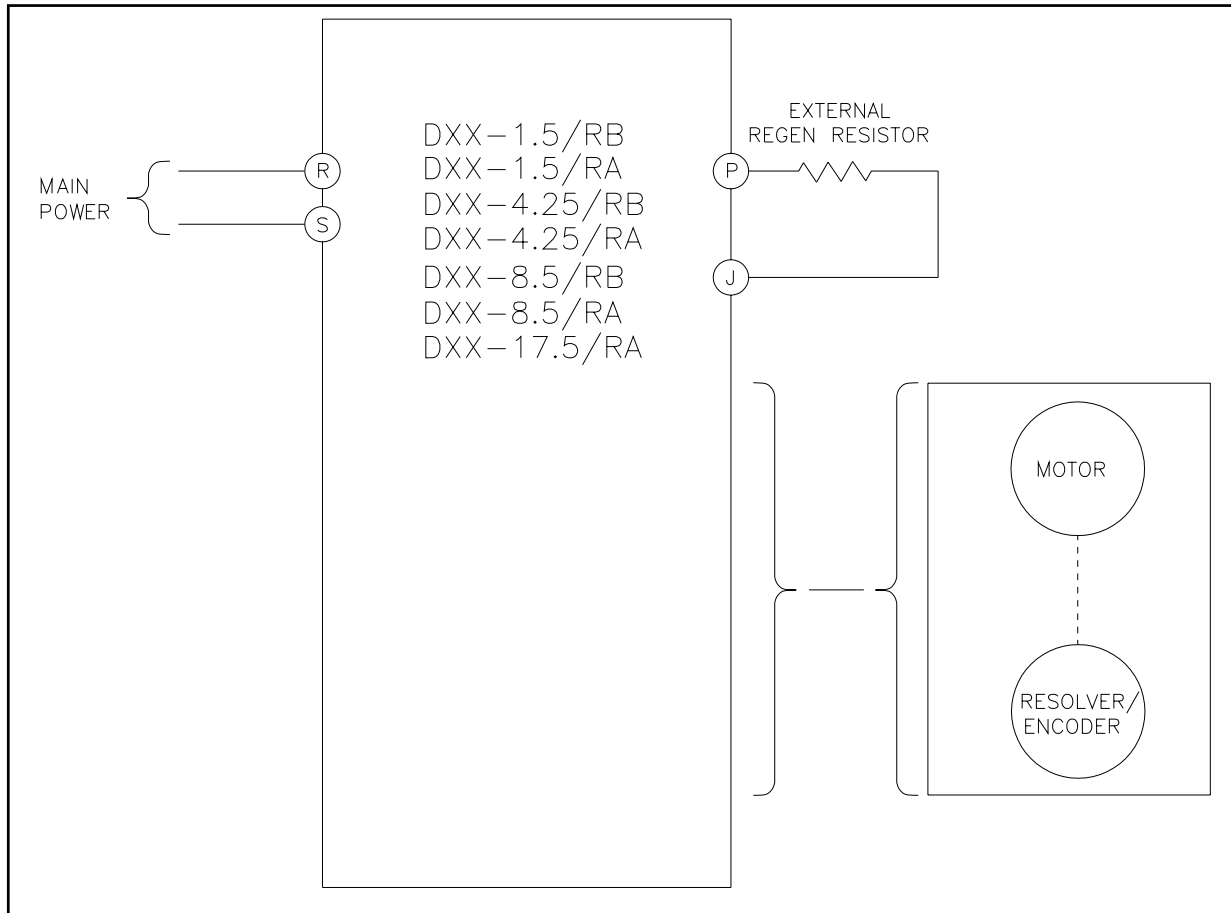 MAIN
POWER
R
S
DXX-1.5/RB
DXX-1.5/RA
DXX-4.25/RB
DXX-4.25/RA
DXX-8.5/RB
DXX-8.5/RA
DXX-17.5/RA
EXTERNAL
REGEN RESISTOR
P
J
MOTOR
RESOLVER/
ENCODER